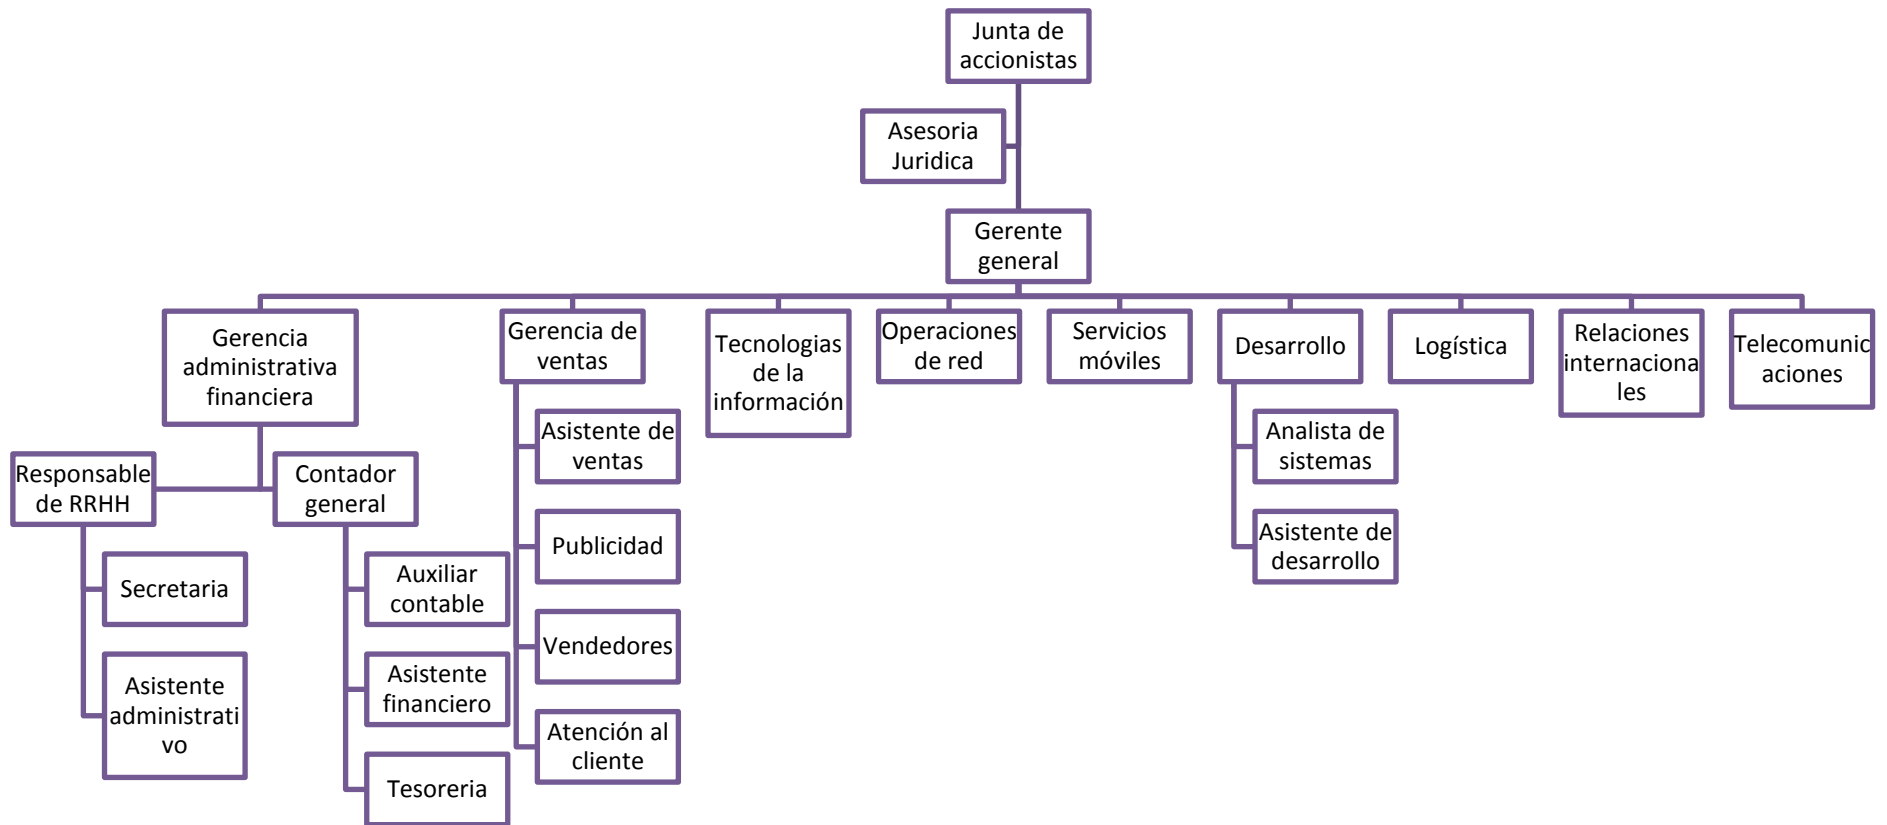 Junta de
accionistas
Asesoria
Juridica
Gerente
general
Gerencia
administrativa
financiera
Gerencia de
ventas
Tecnologias
de la
información
Operaciones
de red
Servicios
móviles
Desarrollo
Logística
Relaciones
internaciona
les
Telecomunic
aciones
Responsable
de RRHH
Contador
general
Secretaria
Asistente
administrati
vo
Auxiliar
contable
Asistente
financiero
Tesoreria
Asistente de
ventas
Publicidad
Vendedores
Atención al
cliente
Analista de
sistemas
Asistente de
desarrollo